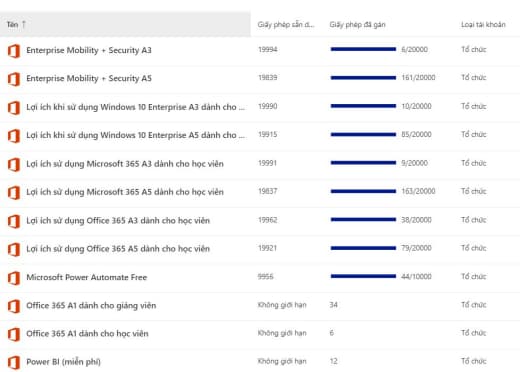 Tên ↑ Giấy phép sẵn d... Giấy phép đã gán Loại tài khoản
Enterprise Mobility + Security A3 19994 6/20000 Tổ chức
Enterprise Mobility + Security A5 19839 161/20000 Tổ chức
Lợi ích khi sử dụng Windows 10 Enterprise A3 dành cho ... 19990 10/20000 Tổ chức
Lợi ích khi sử dụng Windows 10 Enterprise A5 dành cho ... 19915 85/20000 Tổ chức
Lợi ích sử dụng Microsoft 365 A3 dành cho học viên 19991 9/20000 Tổ chức
Lợi ích sử dụng Microsoft 365 A5 dành cho học viên 19837 163/20000 Tổ chức
Lợi ích sử dụng Office 365 A3 dành cho học viên 19962 38/20000 Tổ chức
Lợi ích sử dụng Office 365 A5 dành cho học viên 19921 79/20000 Tổ chức
Microsoft Power Automate Free 9956 44/10000 Tổ chức
Office 365 A1 dành cho giảng viên Không giới hạn 34 Tổ chức
Office 365 A1 dành cho học viên Không giới hạn 6 Tổ chức
Power BI (miễn phí) Không giới hạn 12 Tổ chức